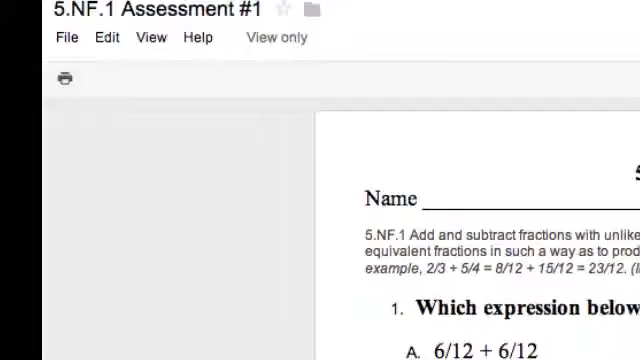 5.NF.1 Assessment #1
File Edit View Help View only
Name
5.NF.1 Add and subtract fractions with unlike
equivalent fractions in such a way as to
example, 2/3 + 5/4 = 8/12 + 15/12 = 23/12.
1. Which expression below
A. 6/12 + 6/12